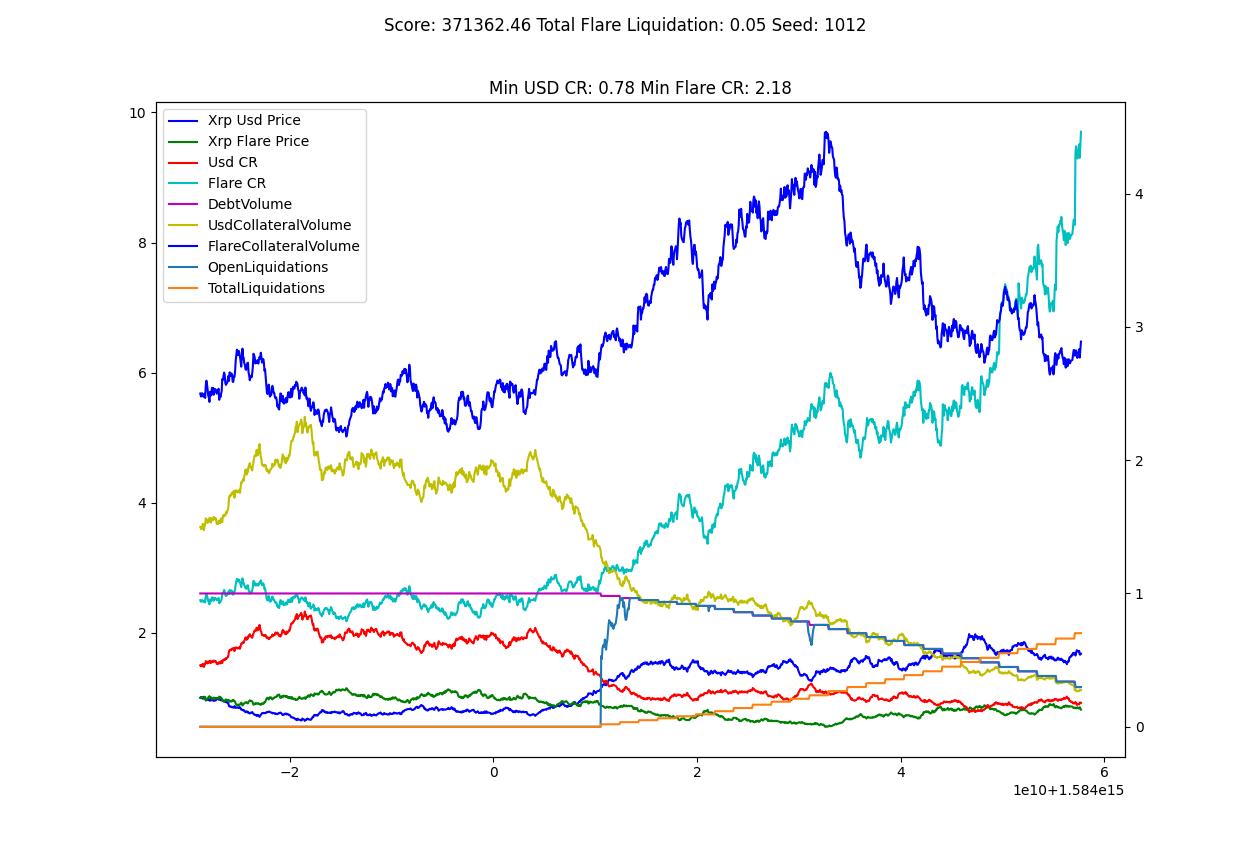 Score: 371362.46 Total Flare Liquidation: 0.05 Seed: 1012
Min USD CR: 0.78 Min Flare CR: 2.18
10
8
6
4
2
Xrp Usd Price
Xrp Flare Price
Usd CR
Flare CR
DebtVolume
UsdCollateralVolume
FlareCollateralVolume
OpenLiquidations
TotalLiquidations
4
3
2
1
0
−2
0
2
4
6
1e10+1.584e15